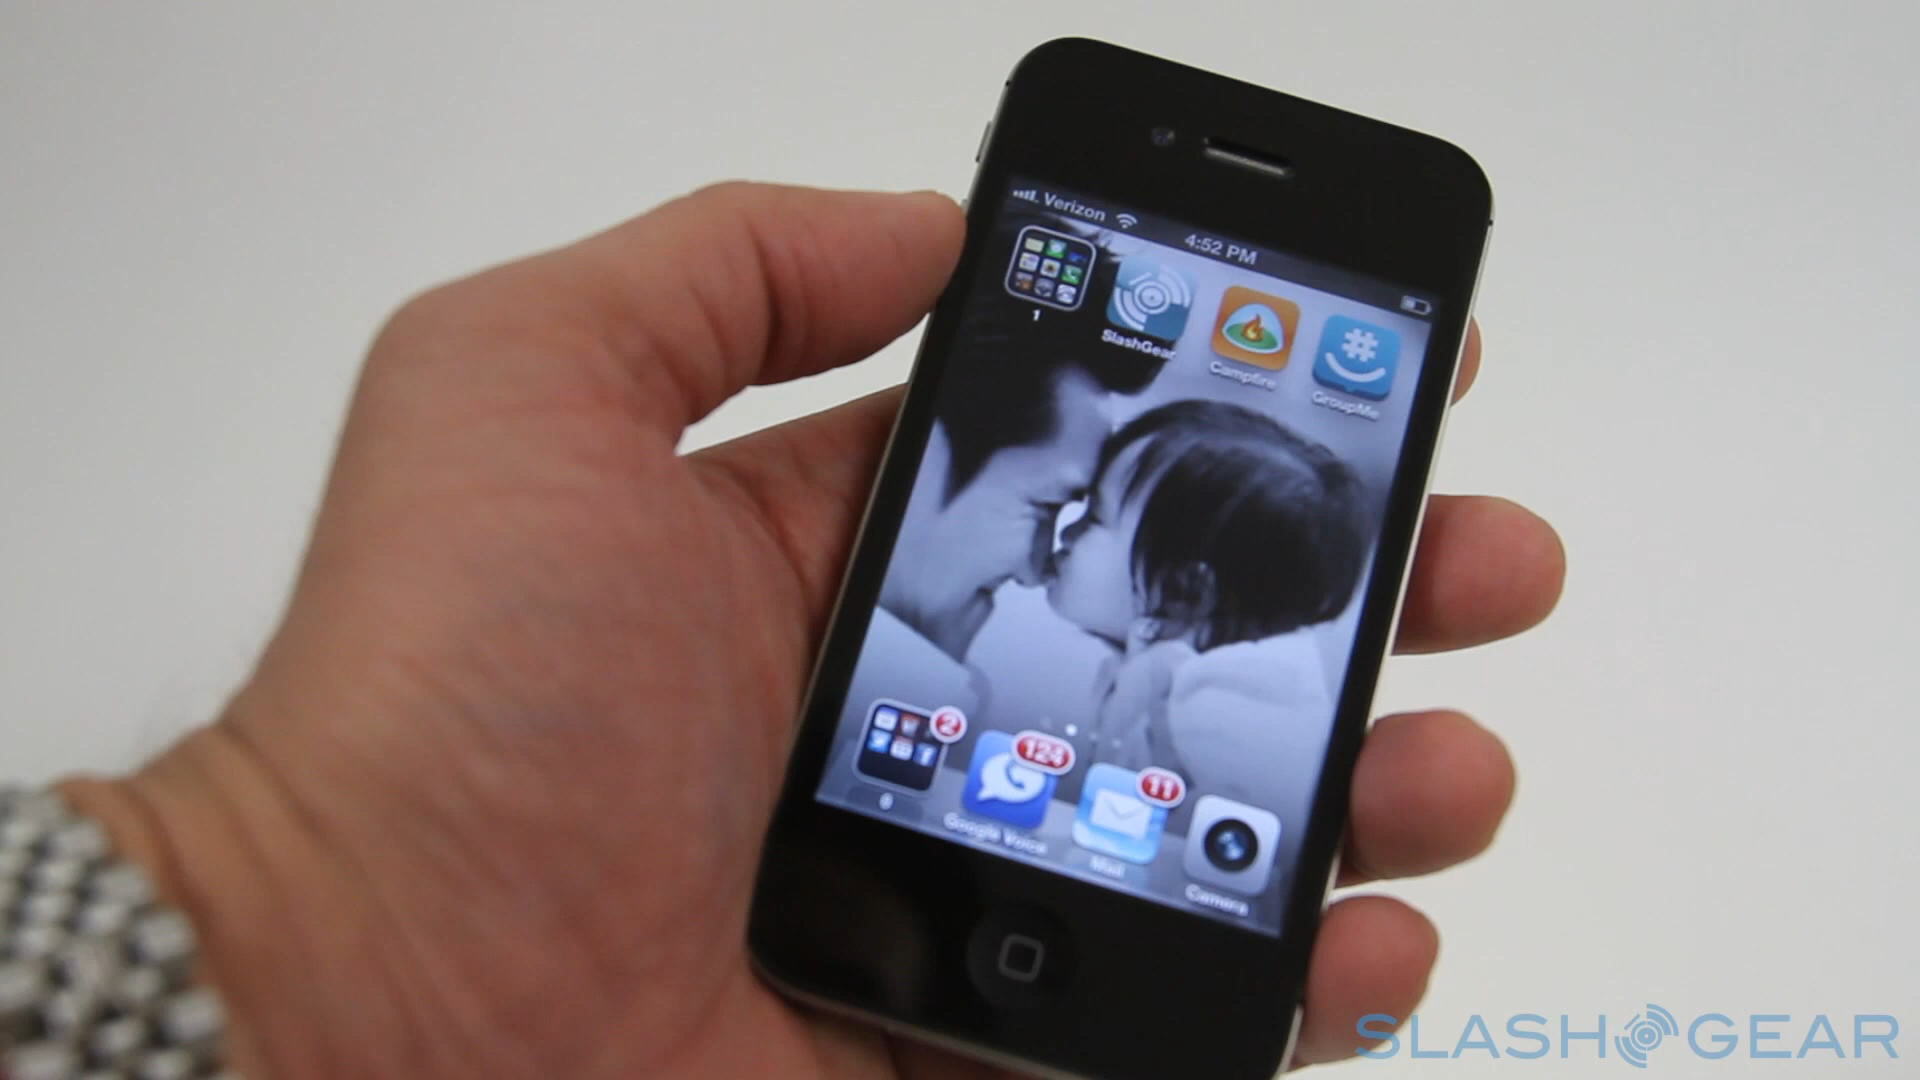 Verizon
4:52 PM
1
SlashGear
Campfire
GroupMe
2
124
11
Google Voice
Mail
Camera
SLASHGEAR